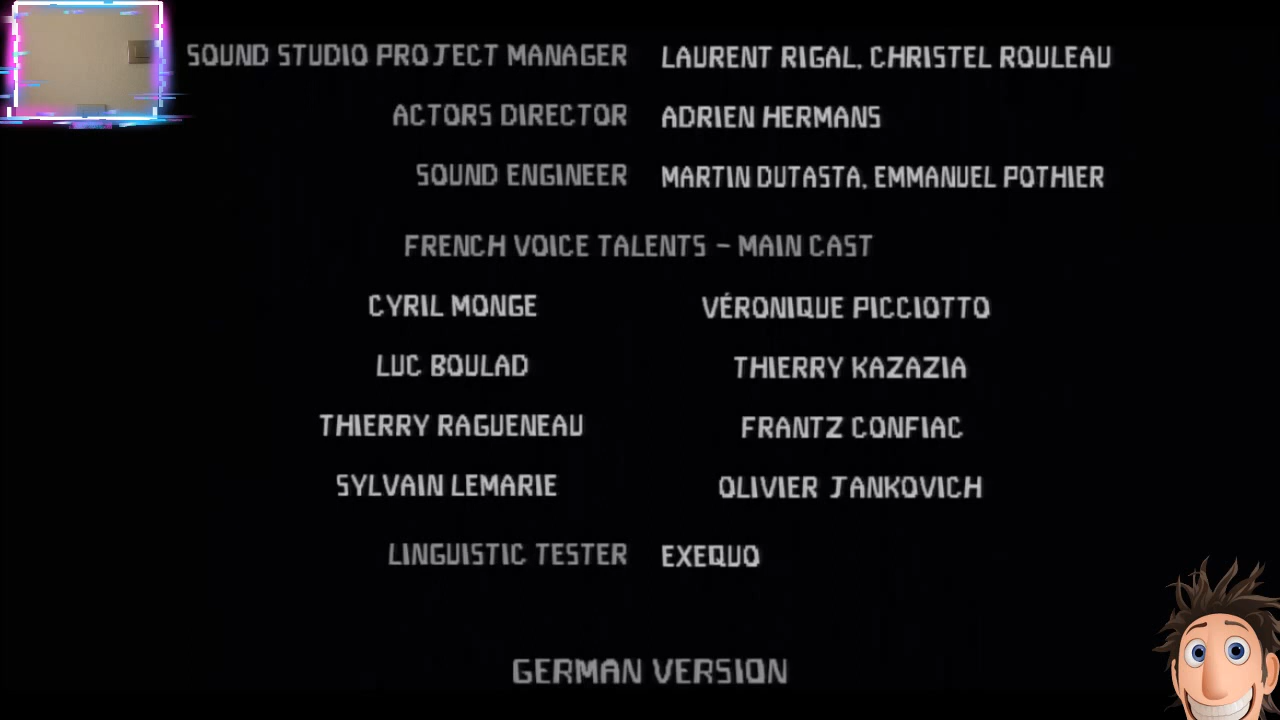 SOUND STUDIO PROJECT MANAGER LAURENT RIGAL, CHRISTEL ROULEAU
ACTORS DIRECTOR ADRIEN HERMANS
SOUND ENGINEER MARTIN DUTASTA, EMMANUEL POTHIER
FRENCH VOICE TALENTS - MAIN CAST
CYRIL MONGE VÉRONIQUE PICCIOTTO
LUC BOULAD THIERRY KAZAZIA
THIERRY RAGUENEAU FRANTZ CONFIAC
SYLVAIN LEMARIE OLIVIER JANKOVICH
LINGUISTIC TESTER EXEQUO
GERMAN VERSION